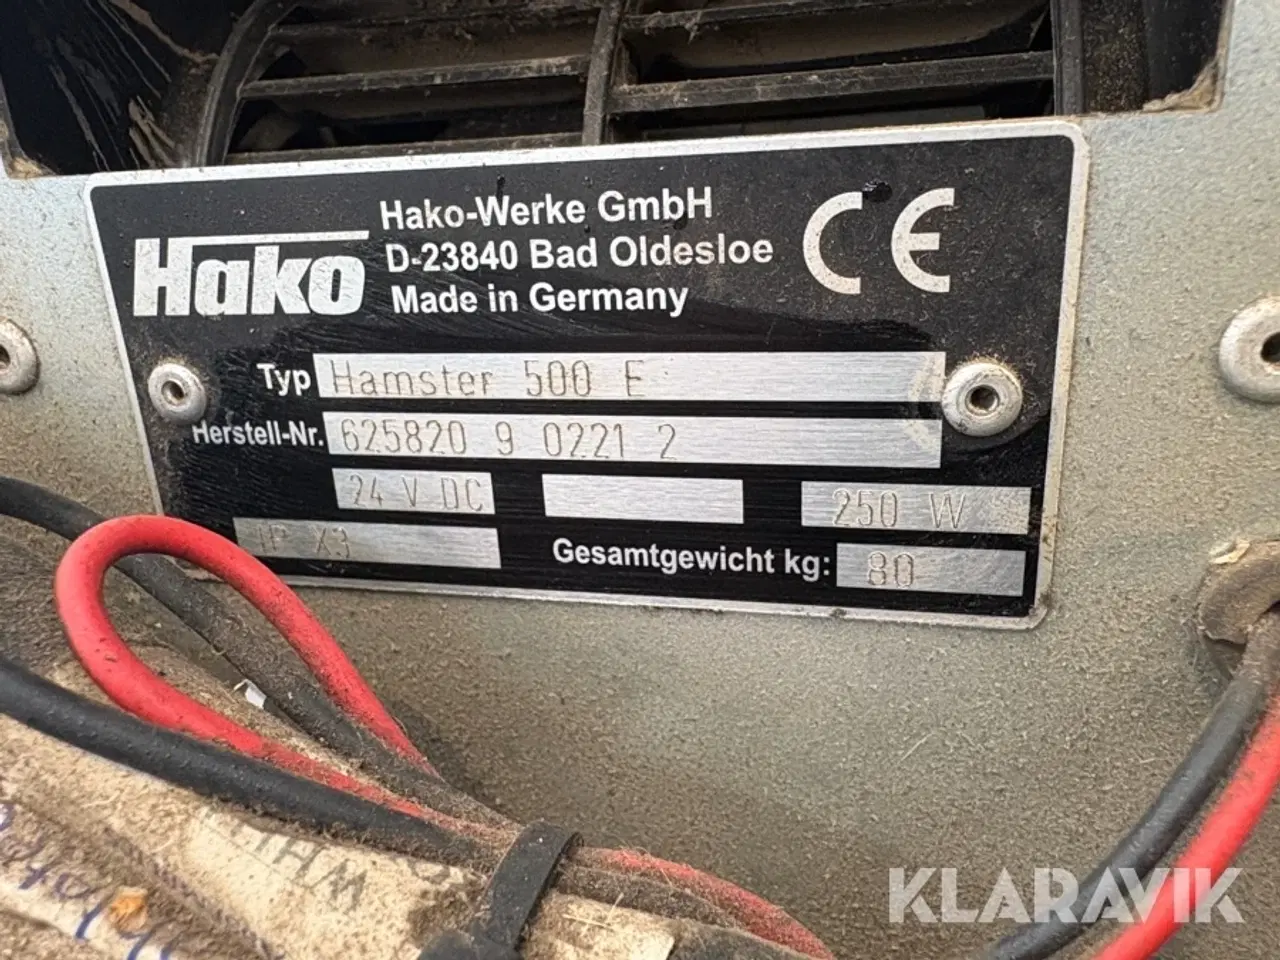 Hako
Hako-Werke GmbH
D-23840 Bad Oldesloe
Made in Germany
CE
Typ Hamster 500 E
Herstell-Nr. 625820 9 0221 2
24 V DC 250 W
IP X3 Gesamtgewicht kg: 80
KLARAVIK